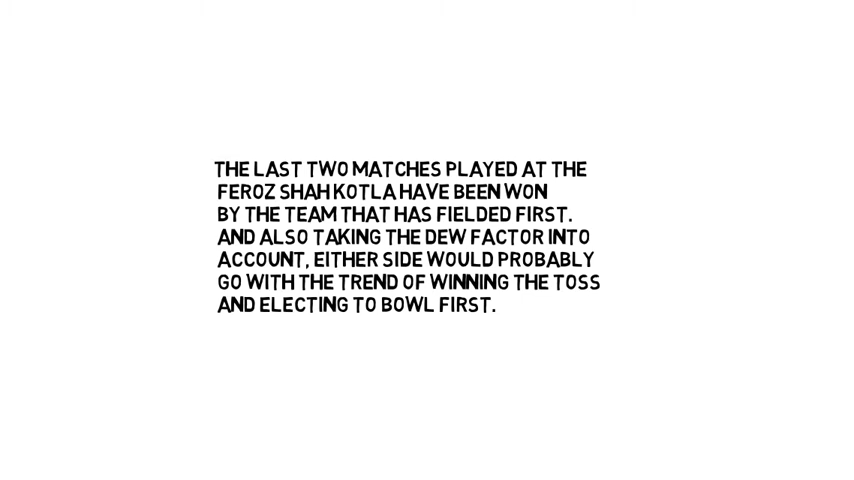 THE LAST TWO MATCHES PLAYED AT THE
FEROZ SHAH KOTLA HAVE BEEN WON
BY THE TEAM THAT HAS FIELDED FIRST.
AND ALSO TAKING THE DEW FACTOR INTO
ACCOUNT, EITHER SIDE WOULD PROBABLY
GO WITH THE TREND OF WINNING THE TOSS
AND ELECTING TO BOWL FIRST.